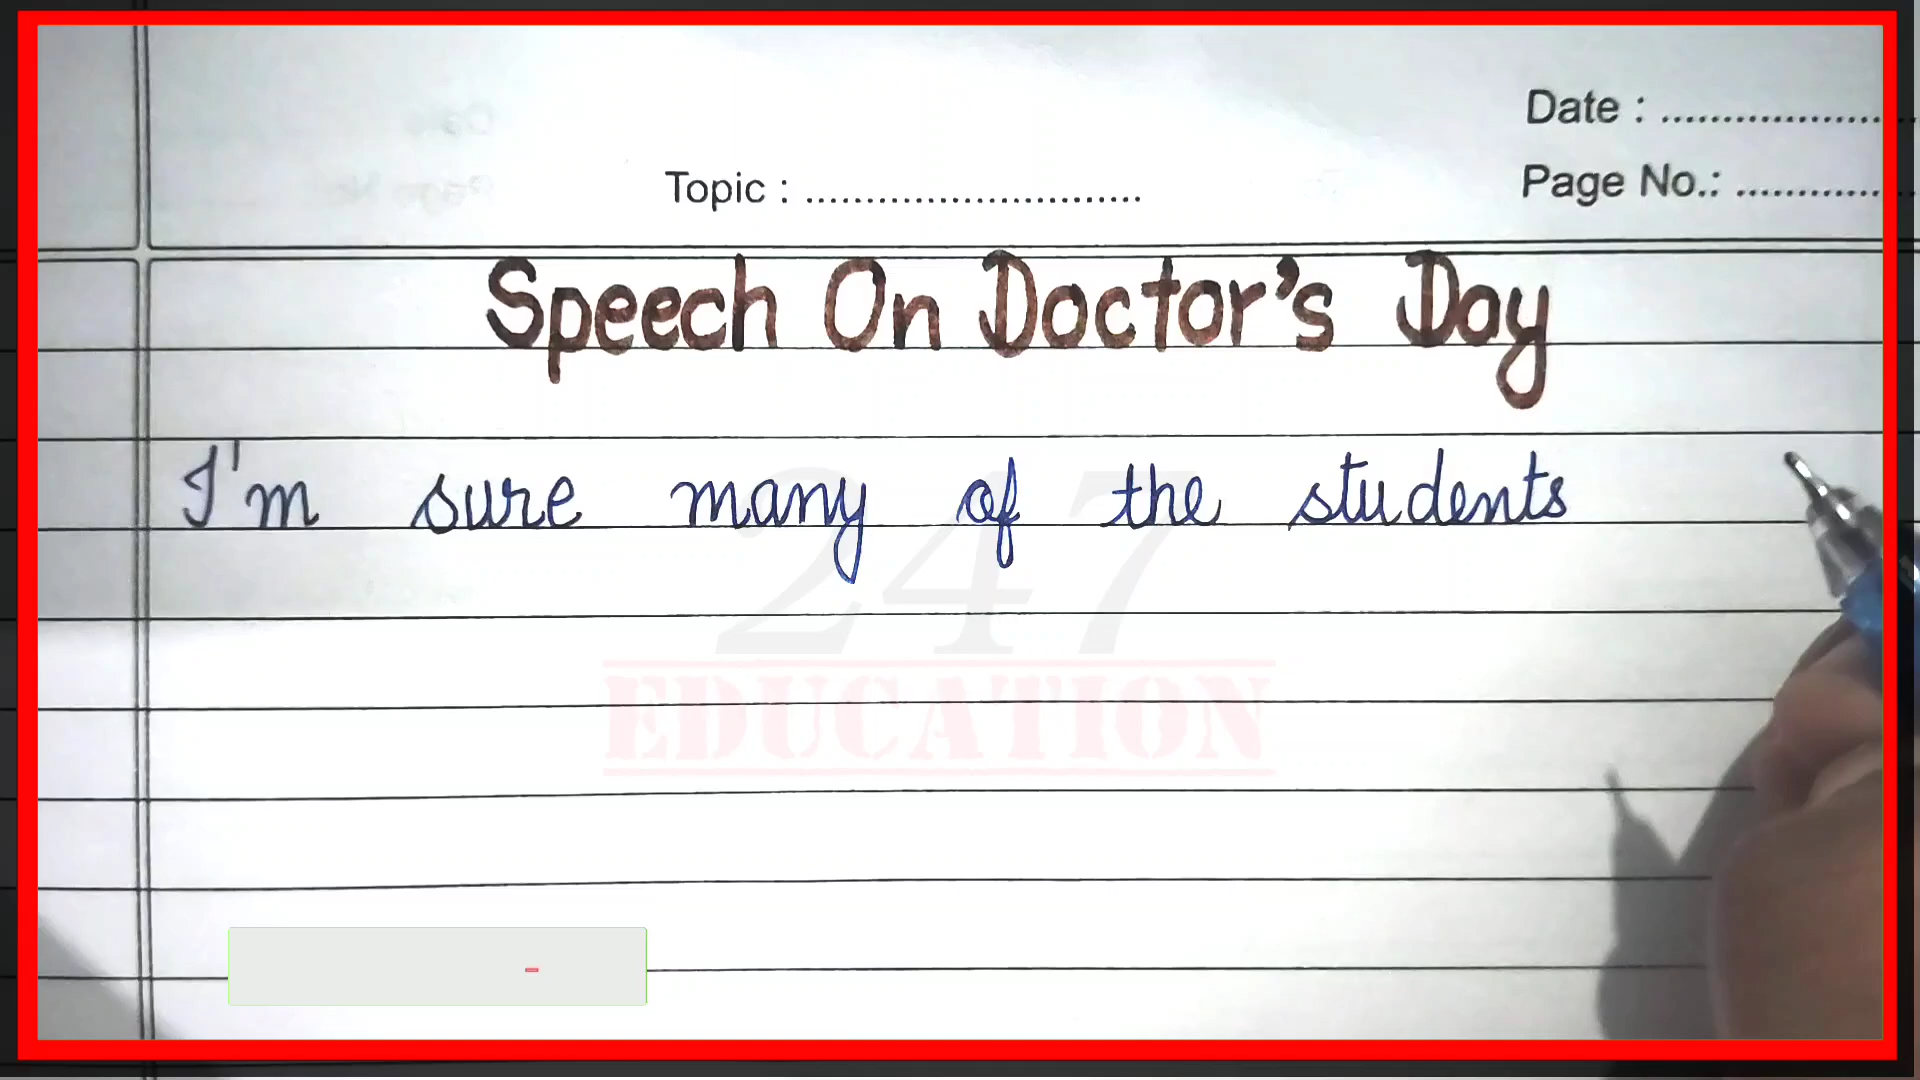 Date : ....................
Topic : ............................
Page No.: ...............
Speech On Doctor's Day
I'm sure many of the students
247
EDUCATION